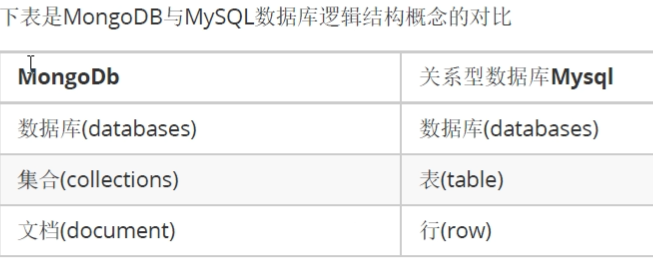 下表是MongoDB与MySQL数据库逻辑结构概念的对比
MongoDb 关系型数据库Mysql
数据库(databases) 数据库(databases)
集合(collections) 表(table)
文档(document) 行(row)